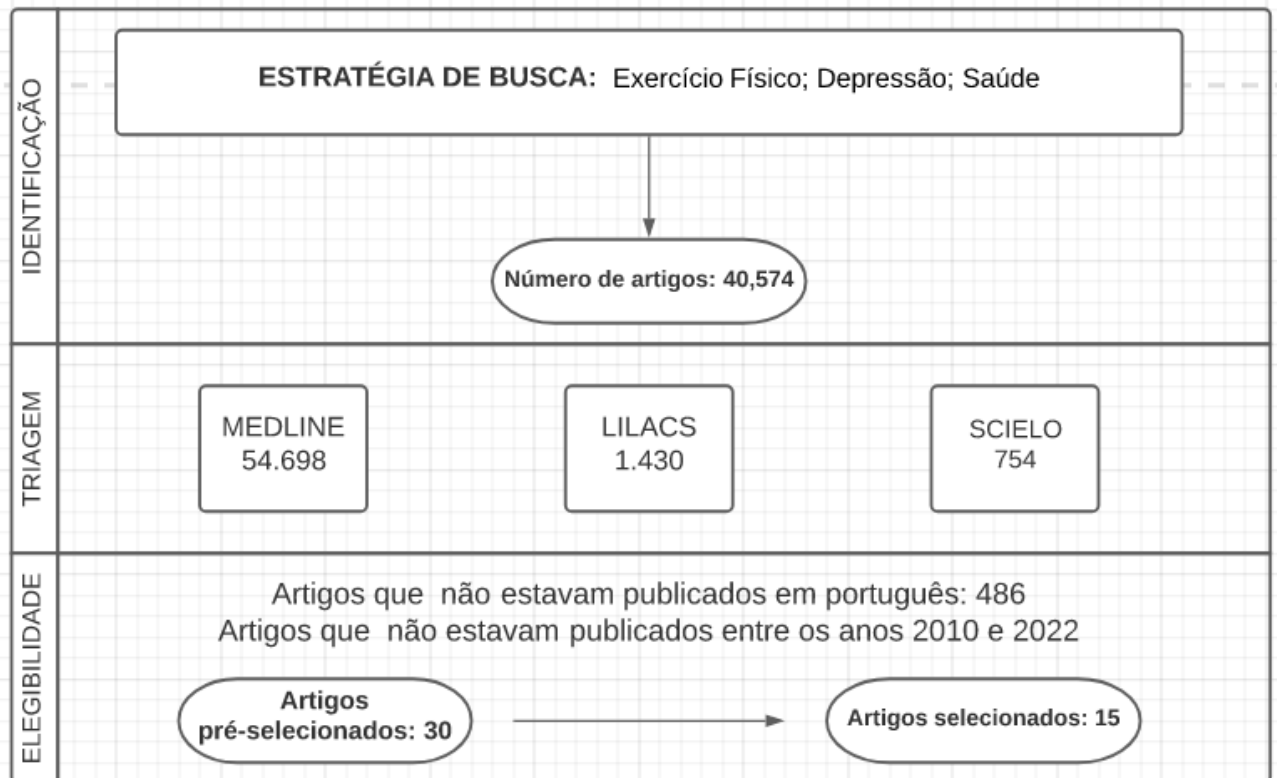 IDENTIFICAÇÃO
ESTRATÉGIA DE BUSCA: Exercício Físico; Depressão; Saúde
Número de artigos: 40,574
TRIAGEM
MEDLINE
54.698
LILACS
1.430
SCIELO
754
ELEGIBILIDADE
Artigos que não estavam publicados em português: 486
Artigos que não estavam publicados entre os anos 2010 e 2022
Artigos
pré-selecionados: 30
Artigos selecionados: 15